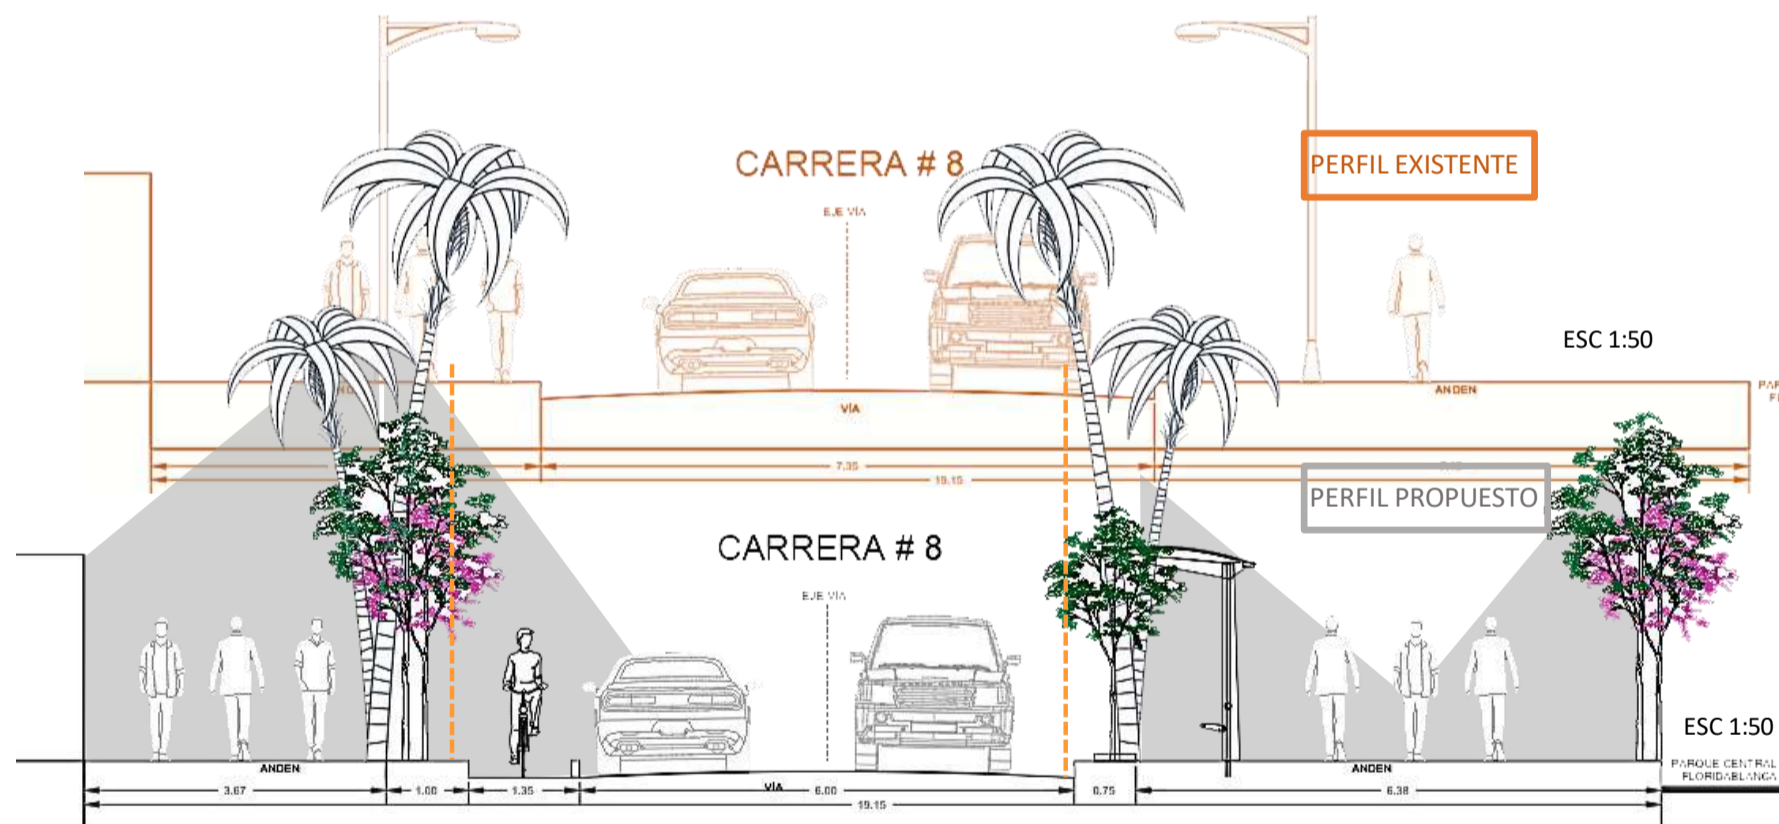 CARRERA # 8
PERFIL EXISTENTE
EJE VÍA
ESC 1:50
ANDEN
VÍA
7.35
19.15
PERFIL PROPUESTO
CARRERA # 8
EJE VÍA
ESC 1:50
ANDEN
ANDEN
PARQUE CENTRAL
FLORIDABLANCA
3.67
1.00
1.35
VÍA
6.00
0.75
6.38
19.15